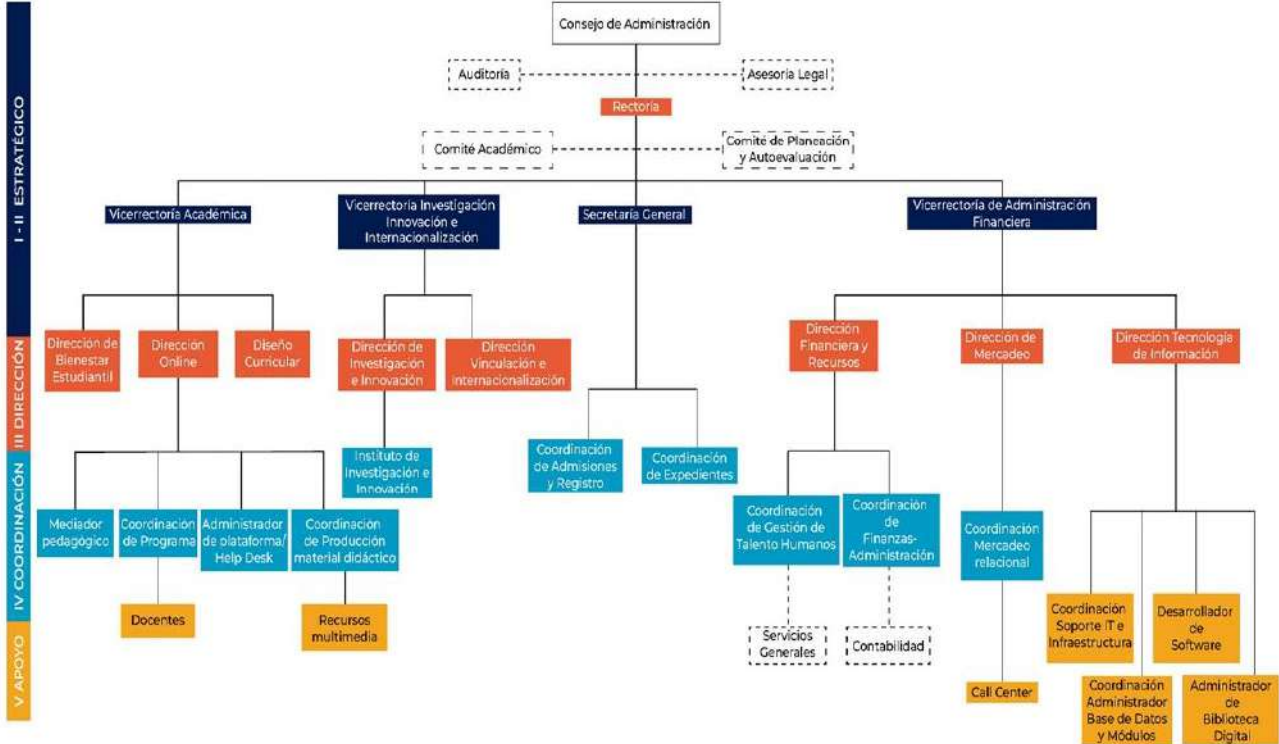 Consejo de Administración
Auditoría
Asesoría Legal
Rectoría
Comité Académico
Comité de Planeación
y Autoevaluación
I - II ESTRATÉGICO
Vicerrectoría Académica
Vicerrectoría Investigación
Innovación e
Internacionalización
Secretaría General
Vicerrectoría de Administración
Financiera
III DIRECCIÓN
Dirección de
Bienestar
Estudiantil
Dirección
Online
Diseño
Curricular
Dirección de
Investigación
e Innovación
Dirección
Vinculación e
Internacionalización
Dirección
Financiera y
Recursos
Dirección de
Mercadeo
Dirección Tecnología
de Información
IV COORDINACIÓN
Instituto de
Investigación e
Innovación
Coordinación
de Admisiones
y Registro
Coordinación
de Expedientes
Mediador
pedagógico
Coordinación
de Programa
Administrador
de plataforma/
Help Desk
Coordinación
de Producción
material didáctico
Coordinación
de Gestión de
Talento Humanos
Coordinación
de
Finanzas-
Administración
Coordinación
Mercadeo
relacional
V APOYO
Docentes
Recursos
multimedia
Servicios
Generales
Contabilidad
Call Center
Coordinación
Soporte IT e
Infraestructura
Desarrollador
de
Software
Coordinación
Administrador
Base de Datos
y Módulos
Administrador
de
Biblioteca
Digital